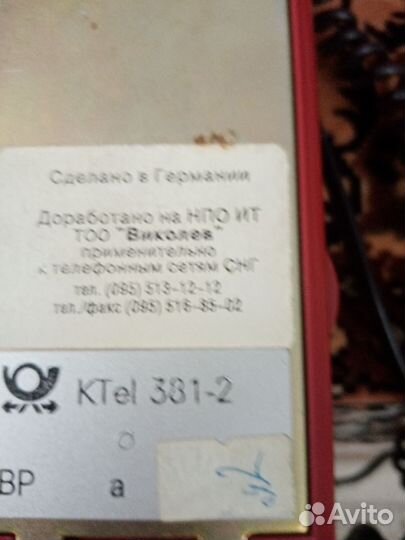 Сделано в Германии
Доработано на НПО ИТ
ТОО "Виколев"
применительно
к телефонным сетям СНГ
тел. (095) 513-12-12
тел./факс (095) 516-85-02
KTel 381-2
BP a
Avito